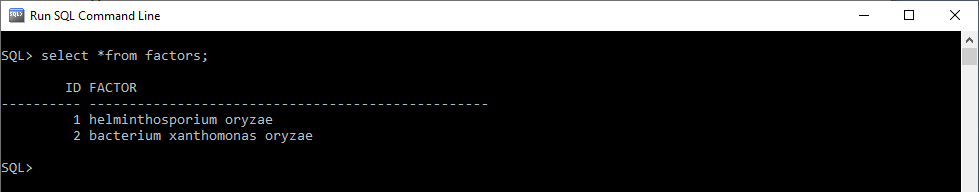 Run SQL Command Line
SQL> select *from factors;
ID FACTOR
---------- --------------------------------------------------
1 helminthosporium oryzae
2 bacterium xanthomonas oryzae
SQL>